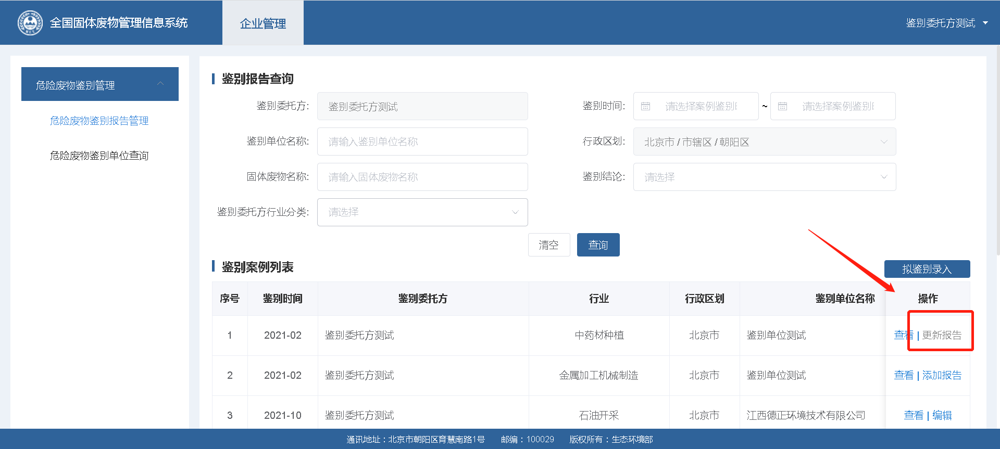 全国固体废物管理信息系统
企业管理
鉴别委托方测试
危险废物鉴别管理
危险废物鉴别报告管理
危险废物鉴别单位查询
鉴别报告查询
鉴别委托方: 鉴别委托方测试 鉴别时间: 请选择案例鉴别 ~ 请选择案例鉴别
鉴别单位名称: 请输入鉴别单位名称 行政区划: 北京市 / 市辖区 / 朝阳区
固体废物名称: 请输入固体废物名称 鉴别结论: 请选择
鉴别委托方行业分类: 请选择
清空 查询
鉴别案例列表 拟鉴别录入
序号 鉴别时间 鉴别委托方 行业 行政区划 鉴别单位名称 操作
1 2021-02 鉴别委托方测试 中药材种植 北京市 鉴别单位测试 查看 | 更新报告
2 2021-02 鉴别委托方测试 金属加工机械制造 北京市 鉴别单位测试 查看 | 添加报告
3 2021-10 鉴别委托方测试 石油开采 北京市 江西德正环境技术有限公司 查看 | 编辑
通讯地址：北京市朝阳区育慧南路1号 邮编：100029 版权所有：生态环境部